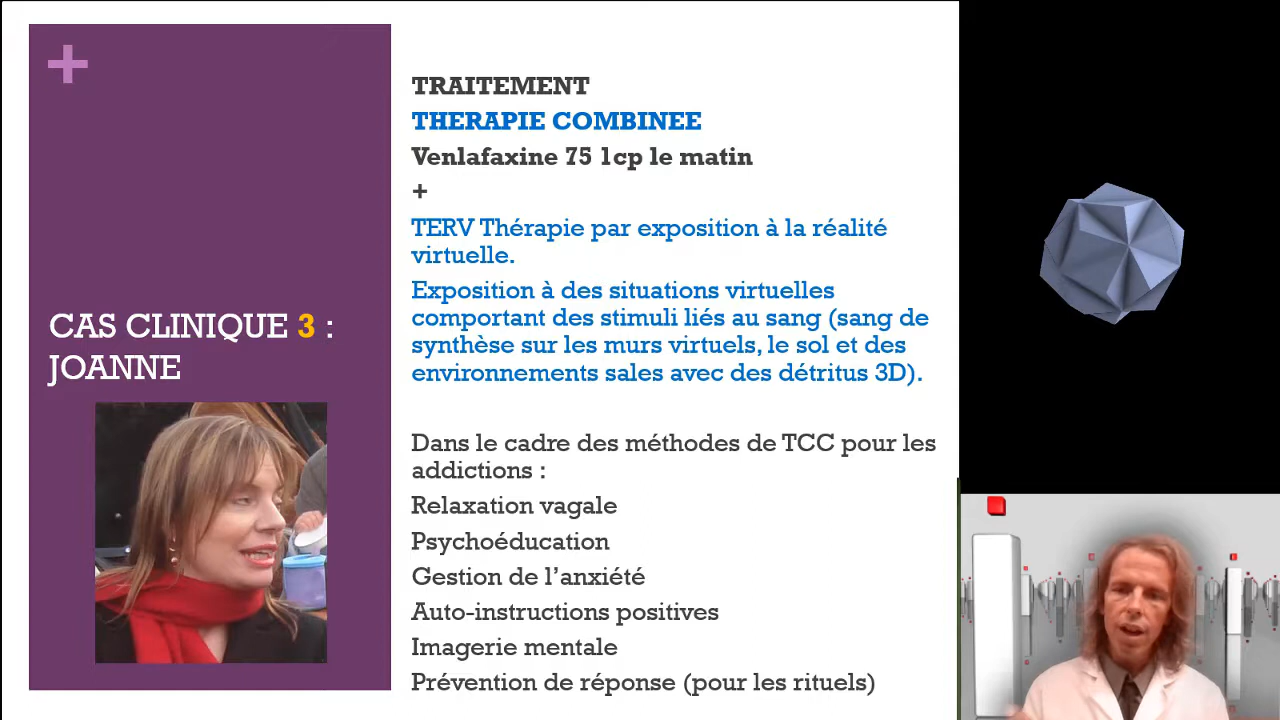 +
CAS CLINIQUE 3 :
JOANNE
TRAITEMENT
THERAPIE COMBINEE
Venlafaxine 75 1cp le matin
+
TERV Thérapie par exposition à la réalité
virtuelle.
Exposition à des situations virtuelles
comportant des stimuli liés au sang (sang de
synthèse sur les murs virtuels, le sol et des
environnements sales avec des détritus 3D).
Dans le cadre des méthodes de TCC pour les
addictions :
Relaxation vagale
Psychoéducation
Gestion de l’anxiété
Auto-instructions positives
Imagerie mentale
Prévention de réponse (pour les rituels)